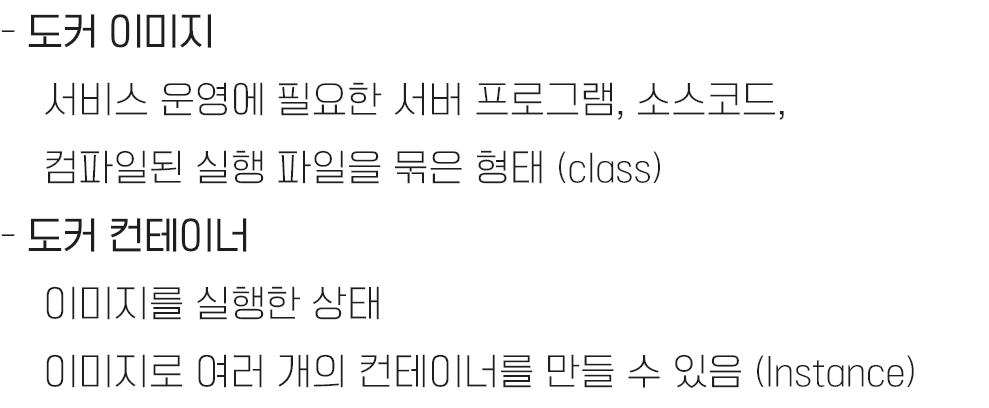 - 도커 이미지
서비스 운영에 필요한 서버 프로그램, 소스코드,
컴파일된 실행 파일을 묶은 형태 (class)
- 도커 컨테이너
이미지를 실행한 상태
이미지로 여러 개의 컨테이너를 만들 수 있음 (Instance)